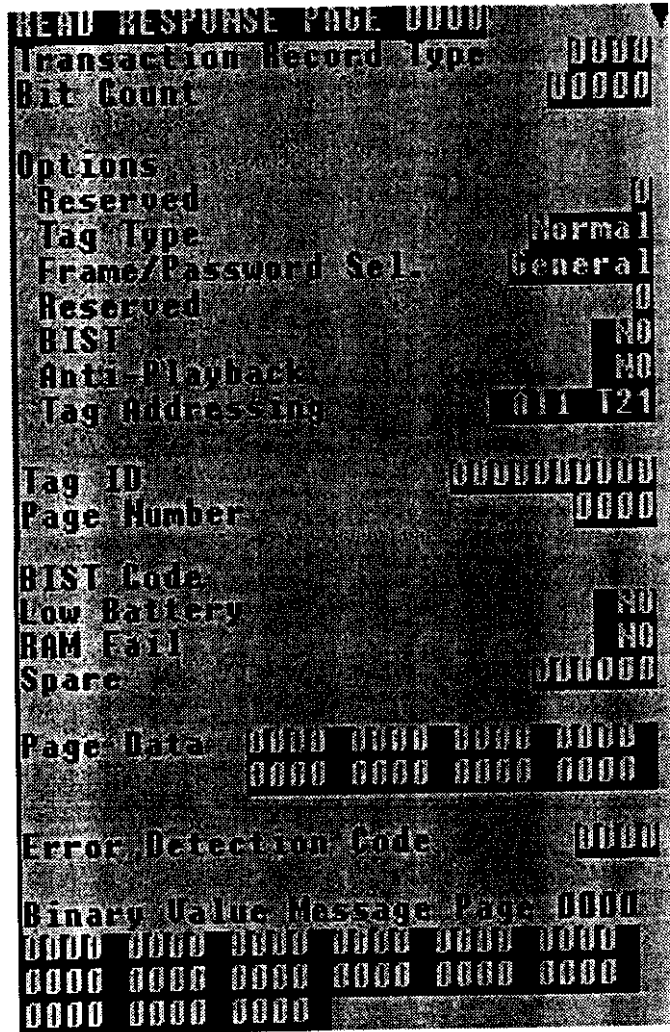 READ RESPONSE PAGE 0000
Transaction Record Type 0000
Bit Count 00000
Options
Reserved 0
Tag Type Normal
Frame/Password Sel. General
Reserved 0
BIST NO
Anti-Playback NO
Tag Addressing All T21
Tag ID 0000000000
Page Number 0000
BIST Code
Low Battery NO
RAM Fail NO
Spare 000000
Page Data 0000 0000 0000 0000
0000 0000 0000 0000
Error Detection Code 0000
Binary Value Message Page 0000
0000 0000 0000 0000 0000 0000
0000 0000 0000 0000 0000 0000
0000 0000 0000